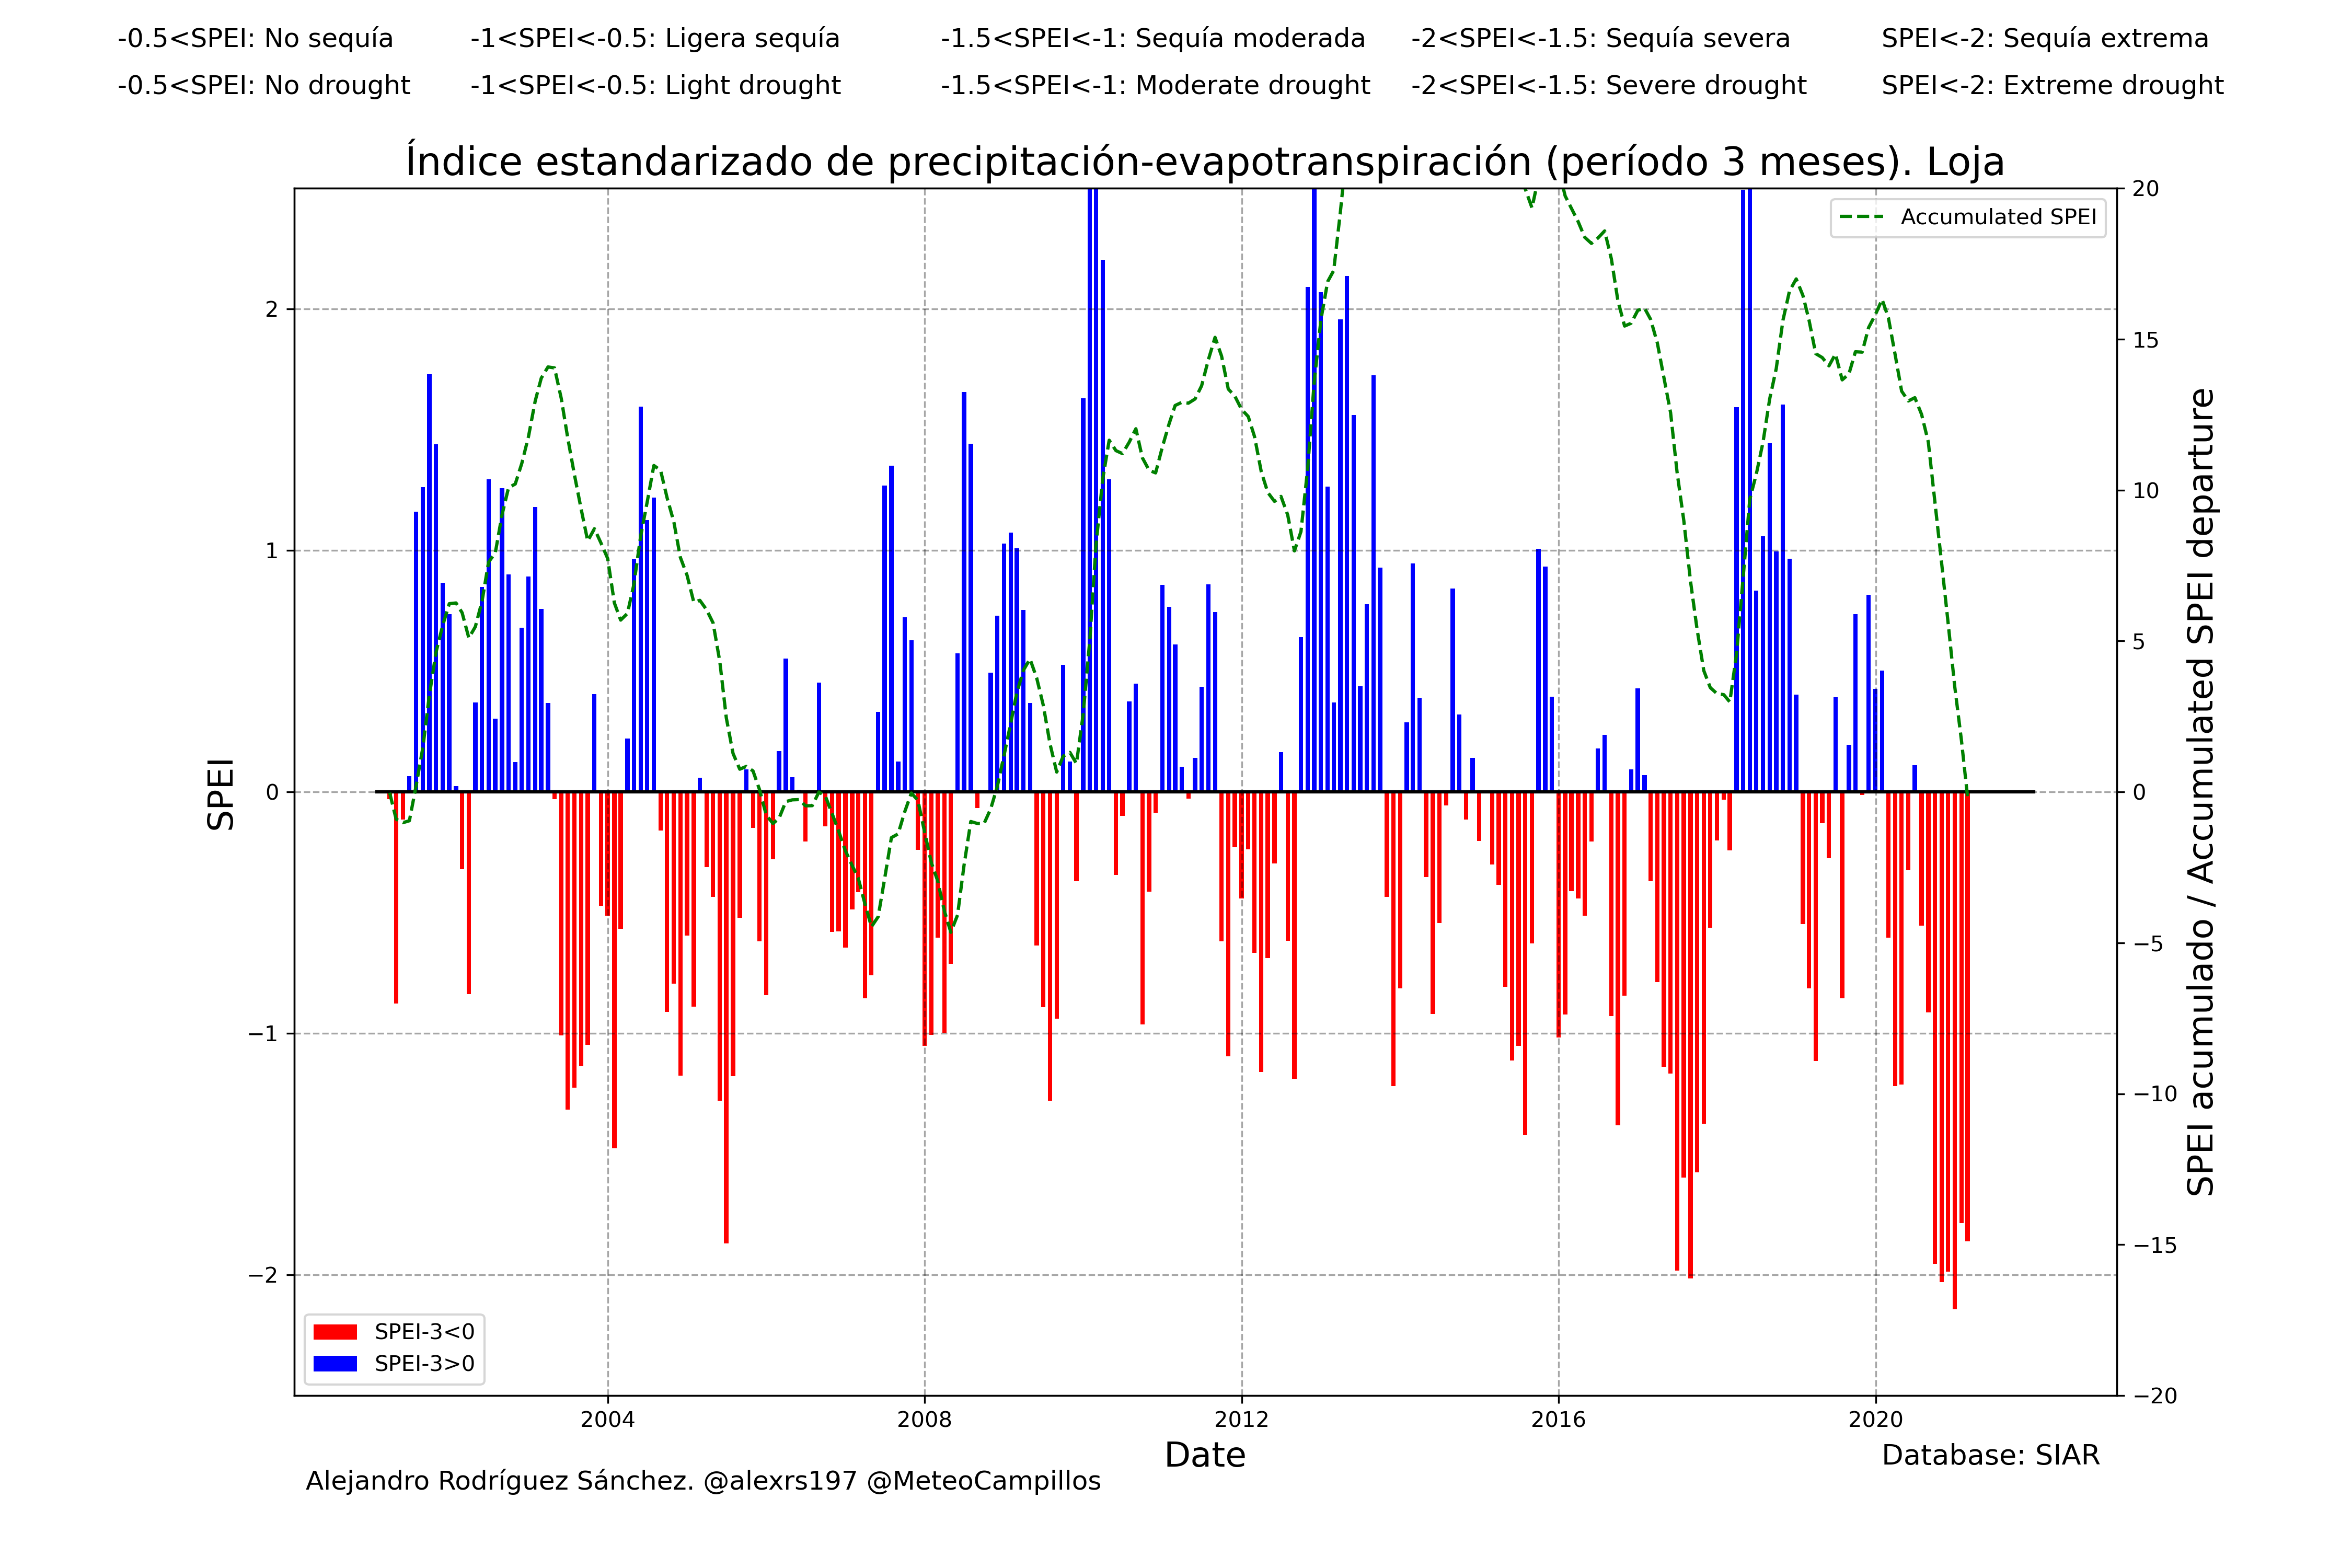 -0.5<SPEI: No sequía -1<SPEI<-0.5: Ligera sequía -1.5<SPEI<-1: Sequía moderada -2<SPEI<-1.5: Sequía severa SPEI<-2: Sequía extrema
-0.5<SPEI: No drought -1<SPEI<-0.5: Light drought -1.5<SPEI<-1: Moderate drought -2<SPEI<-1.5: Severe drought SPEI<-2: Extreme drought
Índice estandarizado de precipitación-evapotranspiración (período 3 meses). Loja
Accumulated SPEI
SPEI
2
1
0
−1
−2
20
15
10
5
0
−5
−10
−15
−20
SPEI acumulado / Accumulated SPEI departure
SPEI-3<0
SPEI-3>0
2004 2008 2012 2016 2020
Date
Database: SIAR
Alejandro Rodríguez Sánchez. @alexrs197 @MeteoCampillos